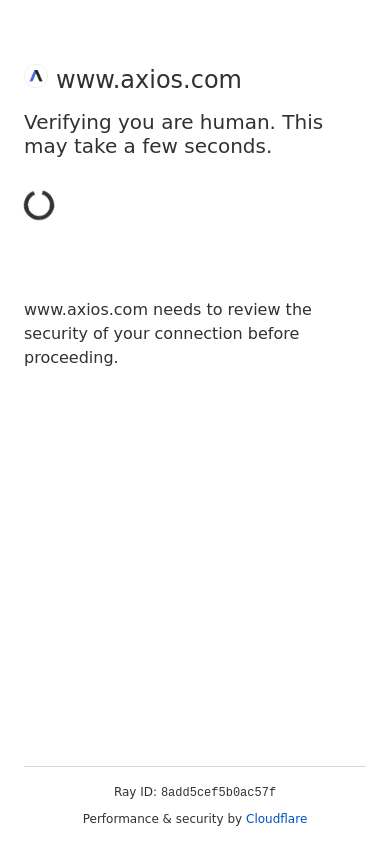 www.axios.com
Verifying you are human. This
may take a few seconds.
www.axios.com needs to review the
security of your connection before
proceeding.
Ray ID: 8add5cef5b0ac57f
Performance & security by Cloudflare